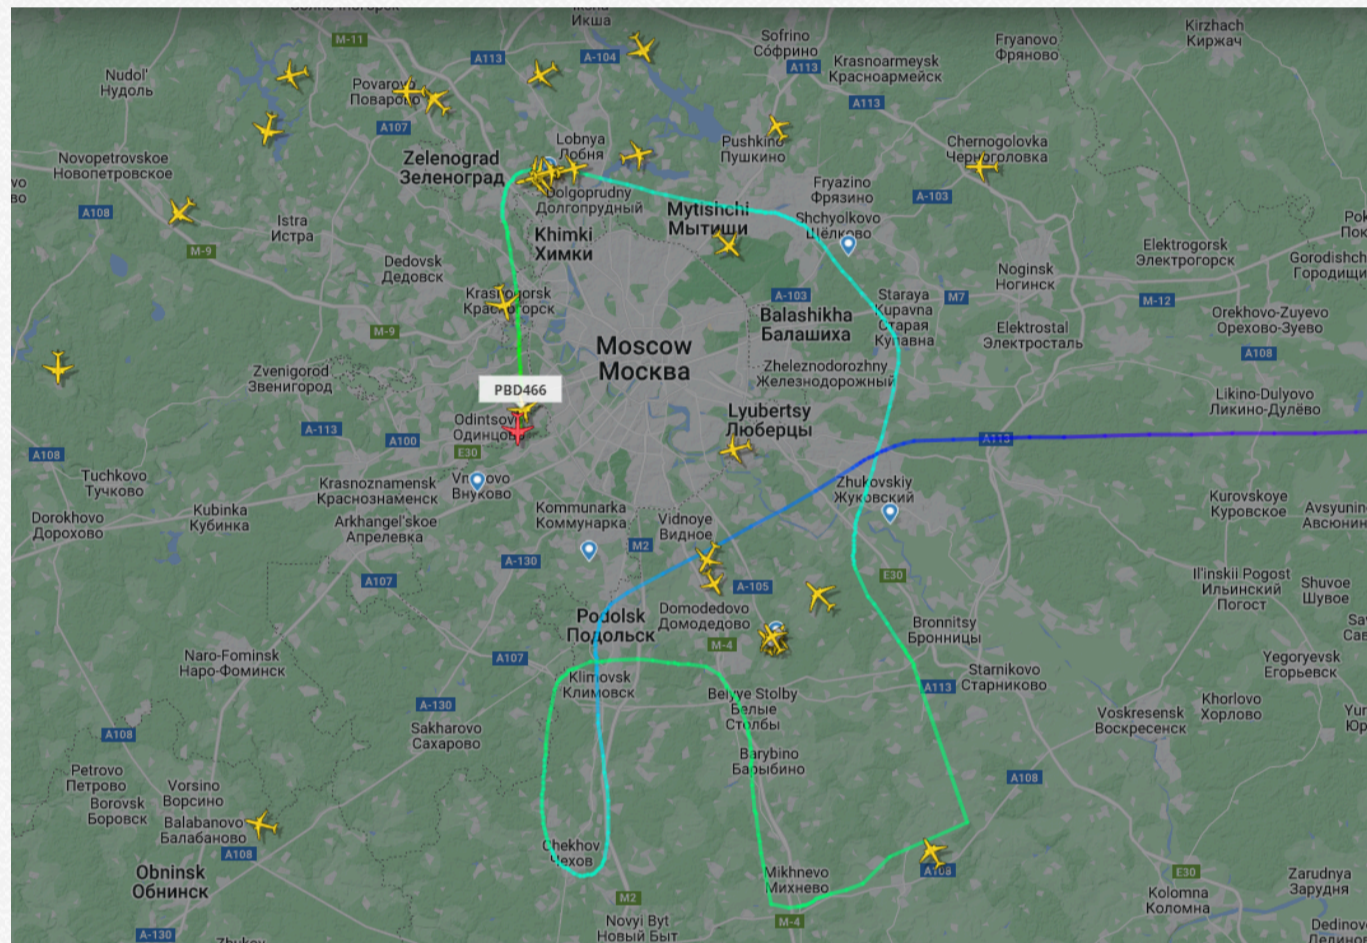 Икша
M-11
A113
A-104
Sofrino
Софрино
A113
Krasnoarmeysk
Красноармейск
Fryanovo
Фряново
Kirzhach
Киржач
Nudol'
Нудоль
Povarovo
Поварово
A107
A113
Lobnya
Лобня
Pushkino
Пушкино
Chernogolovka
Черноголовка
Novopetrovskoe
Новопетровское
Zelenograd
Зеленоград
Dolgoprudny
Долгопрудный
Fryazino
Фрязино
A-103
A108
Istra
Истра
M-9
Mytishchi
Мытищи
Shchyolkovo
Щёлково
Khimki
Химки
Dedovsk
Дедовск
Elektrogorsk
Электрогорск
Noginsk
Ногинск
Krasnogorsk
Красногорск
A-103
M7
M-12
Staraya
Kupavna
Старая
Купавна
Balashikha
Балашиха
Elektrostal
Электросталь
Orekhovo-Zuyevo
Орехово-Зуево
A108
M-9
Moscow
Москва
Zvenigorod
Звенигород
Zheleznodorozhny
Железнодорожный
PBD466
Likino-Dulyovo
Ликино-Дулёво
Lyubertsy
Люберцы
A-113
A100
E30
A108
A113
Tuchkovo
Тучково
Krasnoznamensk
Краснознаменск
Zhukovskiy
Жуковский
Kurovskoye
Куровское
Dorokhovo
Дорохово
Kubinka
Кубинка
Arkhangel'skoe
Апрелевка
Kommunarka
Коммунарка
Vidnoye
Видное
M2
A-130
A107
A-105
E30
Il'inskii Pogost
Ильинский
Погост
Shuvoe
Шувое
Podolsk
Подольск
Domodedovo
Домодедово
M-4
Bronnitsy
Бронницы
Naro-Fominsk
Наро-Фоминск
A107
Klimovsk
Климовск
Starnikovo
Старниково
A113
Yegoryevsk
Егорьевск
A-130
Belyye Stolby
Белые
Столбы
Voskresensk
Воскресенск
Khorlovo
Хорлово
Sakharovo
Сахарово
A108
Barybino
Барыбино
Petrovo
Петрово
Vorsino
Ворсино
A108
Borovsk
Боровск
Balabanovo
Балабаново
A108
Chekhov
Чехов
Obninsk
Обнинск
Mikhnevo
Михнево
A108
E30
Zarudnya
Зарудня
Kolomna
Коломна
M2
M-4
Novyi Byt
Новый Быт
A-130